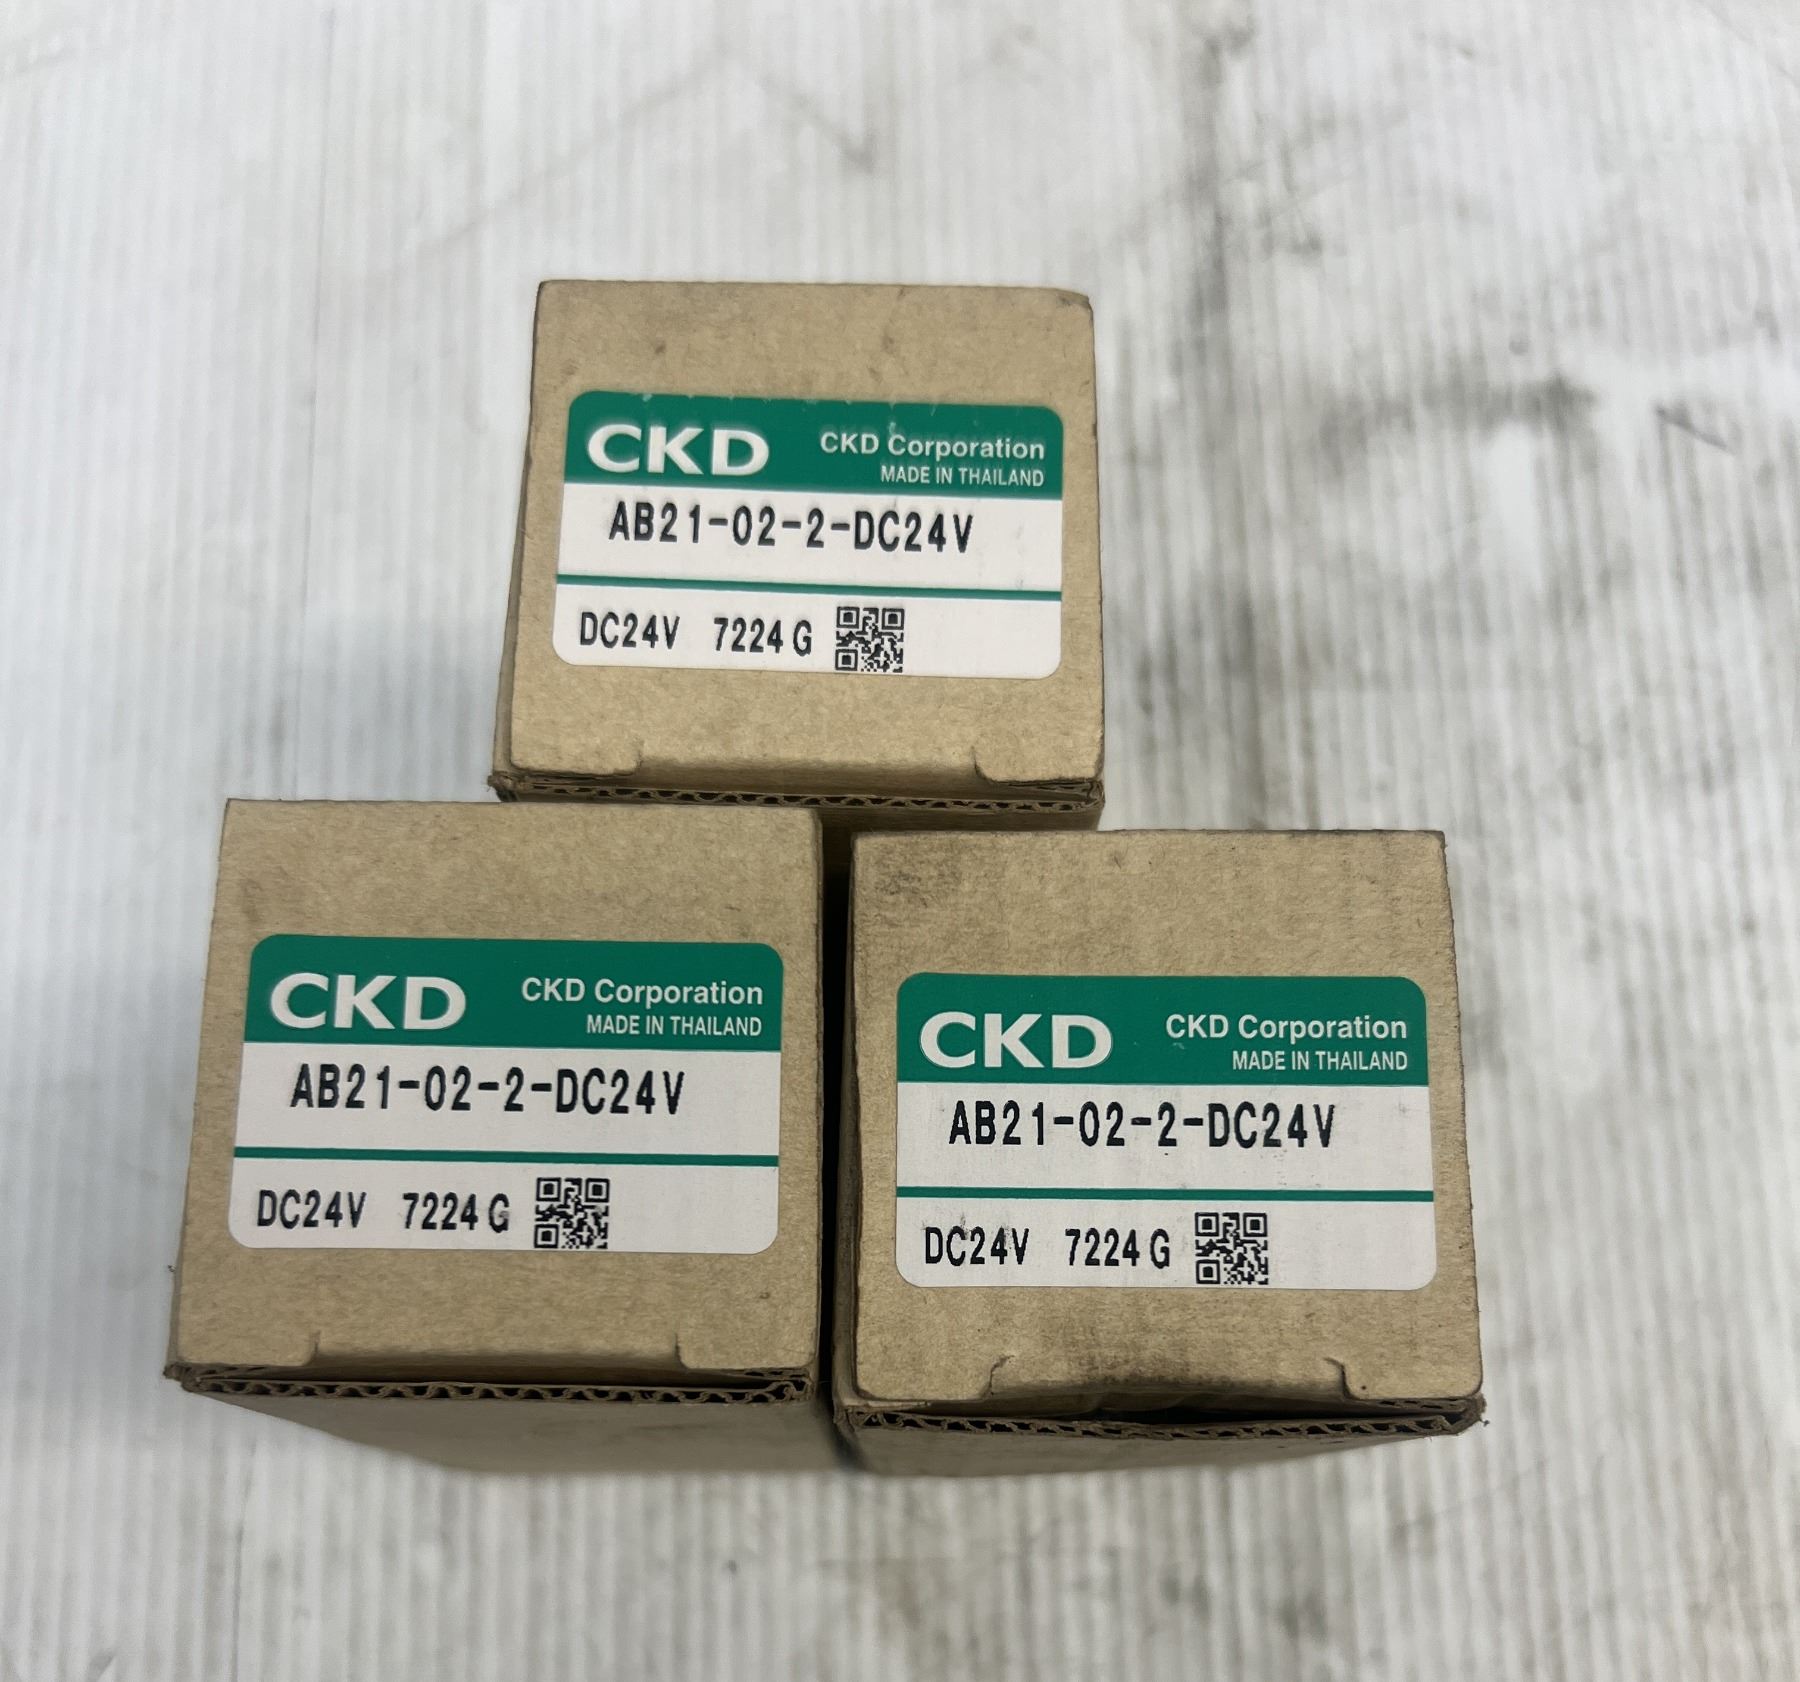 CKD
CKD Corporation
MADE IN THAILAND
AB21-02-2-DC24V
DC24V 7224 G
CKD
CKD Corporation
MADE IN THAILAND
AB21-02-2-DC24V
DC24V 7224 G
CKD
CKD Corporation
MADE IN THAILAND
AB21-02-2-DC24V
DC24V 7224 G